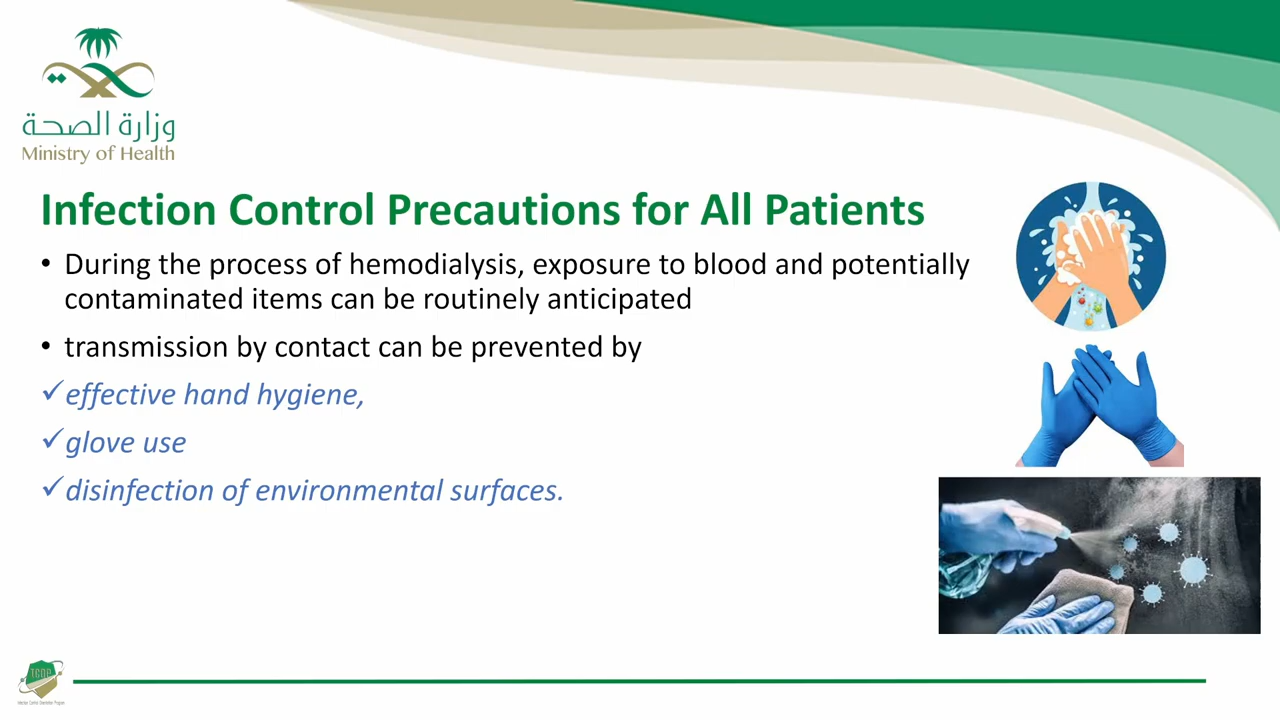 وزارة الصحة
Ministry of Health
Infection Control Precautions for All Patients
• During the process of hemodialysis, exposure to blood and potentially
contaminated items can be routinely anticipated
• transmission by contact can be prevented by
✓effective hand hygiene,
✓glove use
✓disinfection of environmental surfaces.